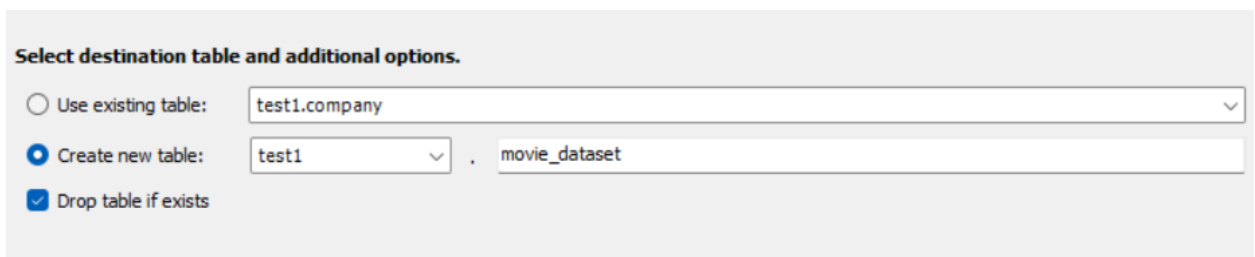 Select destination table and additional options.
Use existing table: test1.company
Create new table: test1 . movie_dataset
Drop table if exists